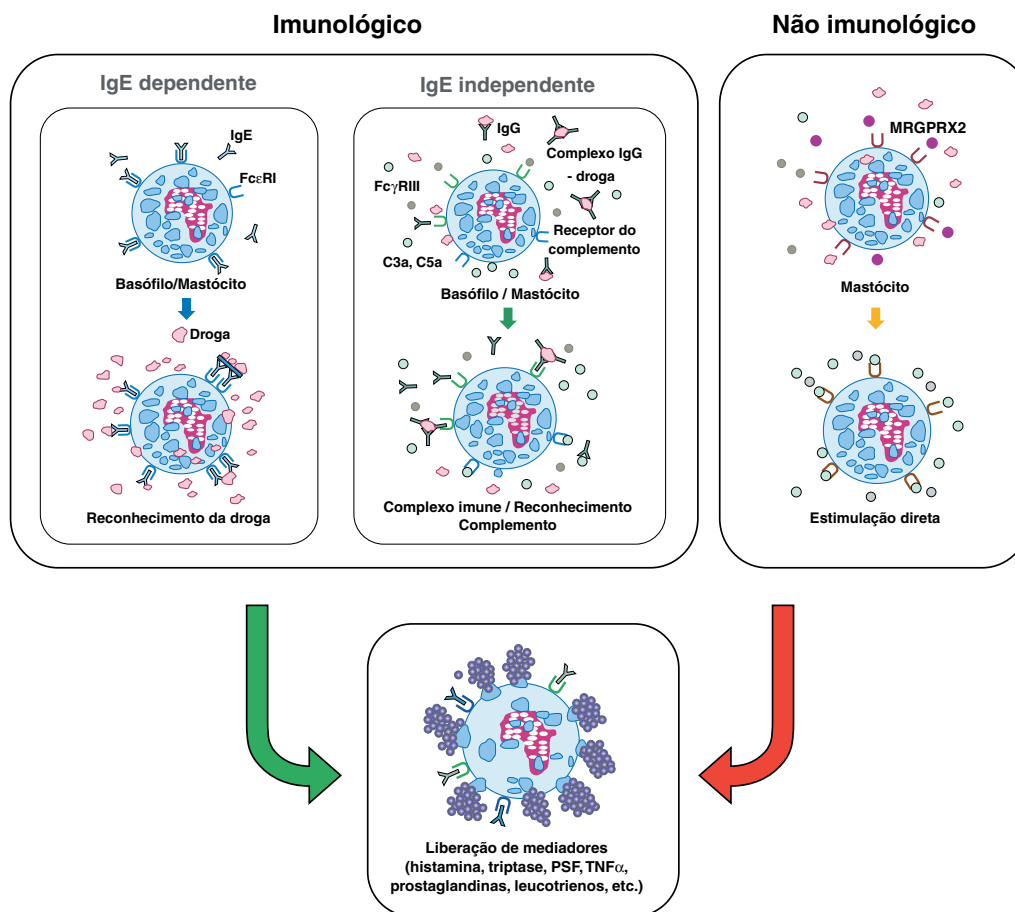 Imunológico
Não imunológico
IgE dependente
IgE independente
IgE
FcεRI
Basófilo/Mastócito
Droga
Reconhecimento da droga
IgG
Complexo IgG
- droga
FcγRIII
Receptor do
complemento
C3a, C5a
Basófilo / Mastócito
Complexo imune / Reconhecimento
Complemento
MRGPRX2
Mastócito
Estimulação direta
Liberação de mediadores
(histamina, triptase, PSF, TNFα,
prostaglandinas, leucotrienos, etc.)